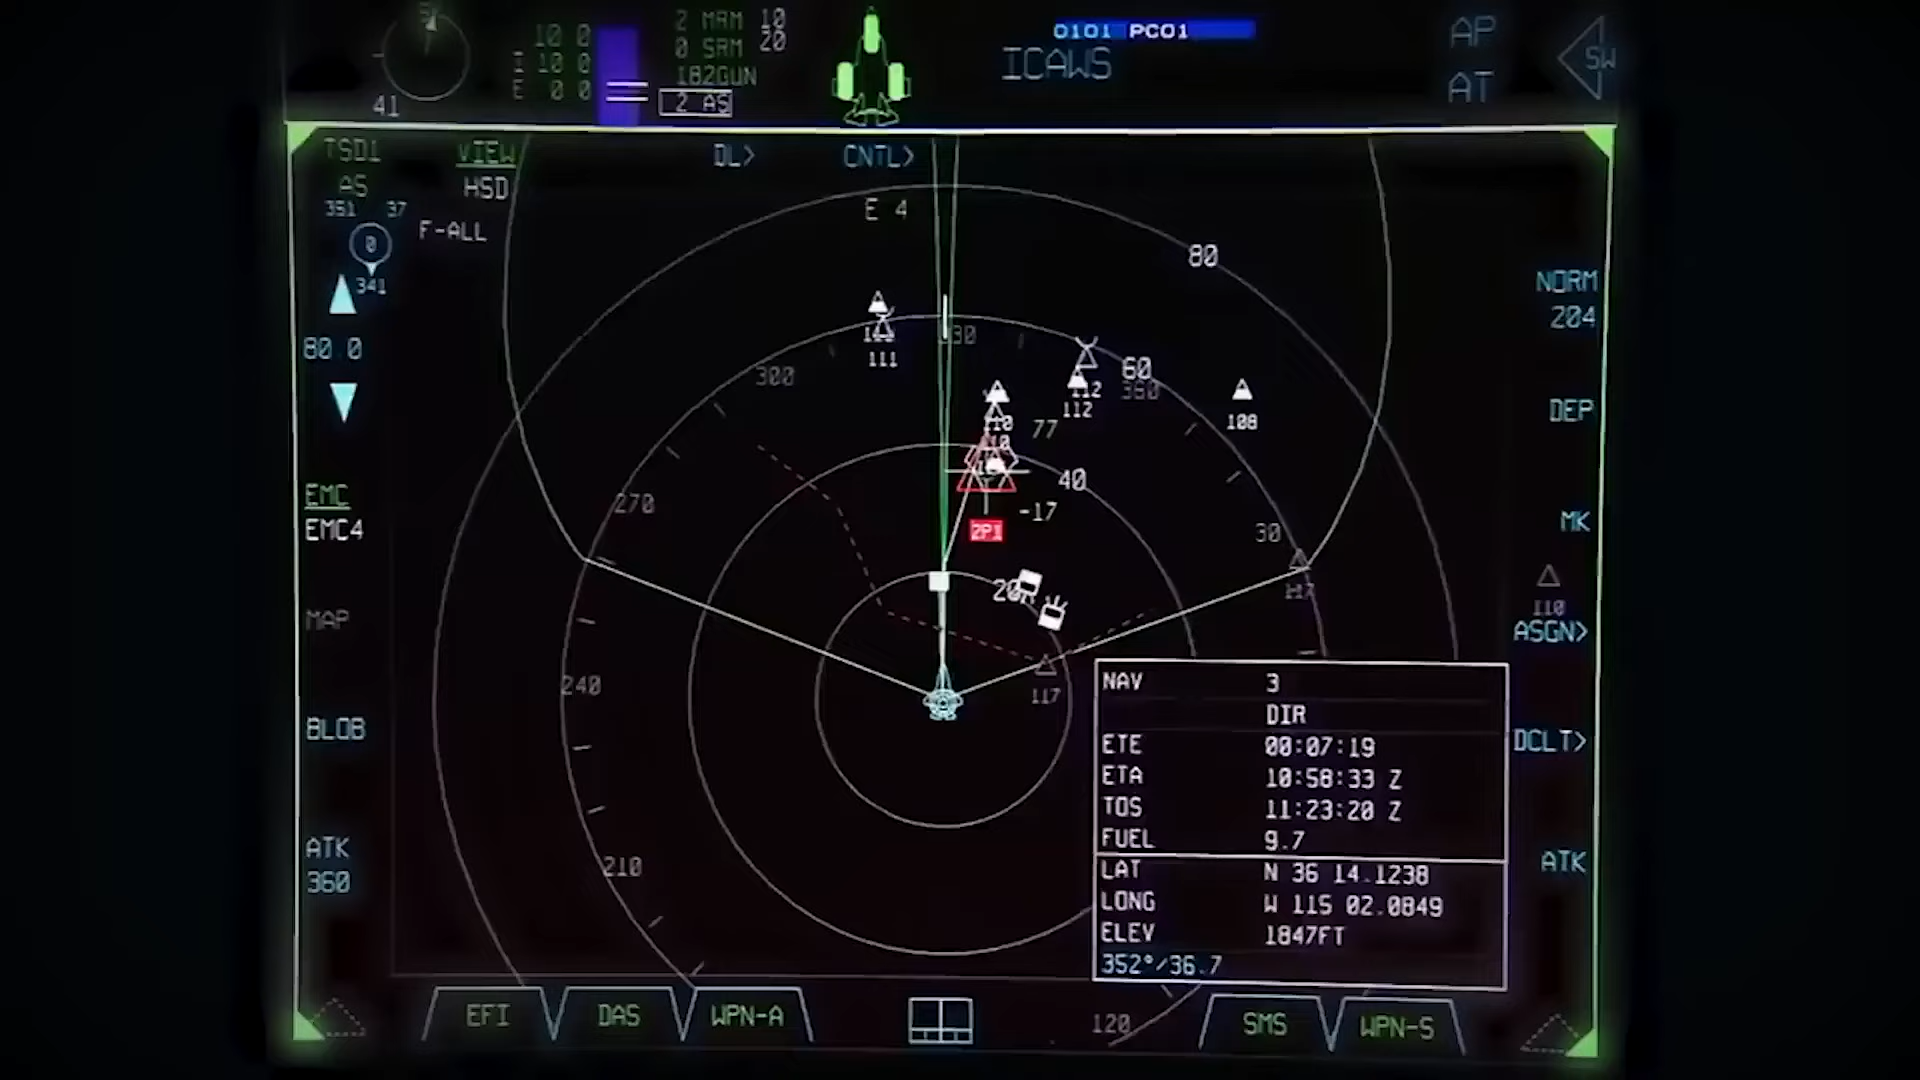 10 0
I 10 0
E 0 0
41
2 MRM 10
0 SRM 20
182GUN
2 AS
0101 PC01
ICAWS
AP
AT
SW
TSD1
VIEW
DL>
CNTL>
AS
HSD
351 37
F-ALL
0
341
80.0
E 4
80
330
300
111
60
360
112
112
108
110
77
40
-17
2P1
270
30
117
20
117
240
210
120
NORM
204
DEP
MK
110
ASGN>
DCLT>
ATK
EMC
EMC4
MAP
BLOB
ATK
360
NAV 3
DIR
ETE 00:07:19
ETA 10:58:33 Z
TOS 11:23:20 Z
FUEL 9.7
LAT N 36 14.1238
LONG W 115 02.0849
ELEV 1847FT
352°/36.7
EFI
DAS
WPN-A
SMS
WPN-S